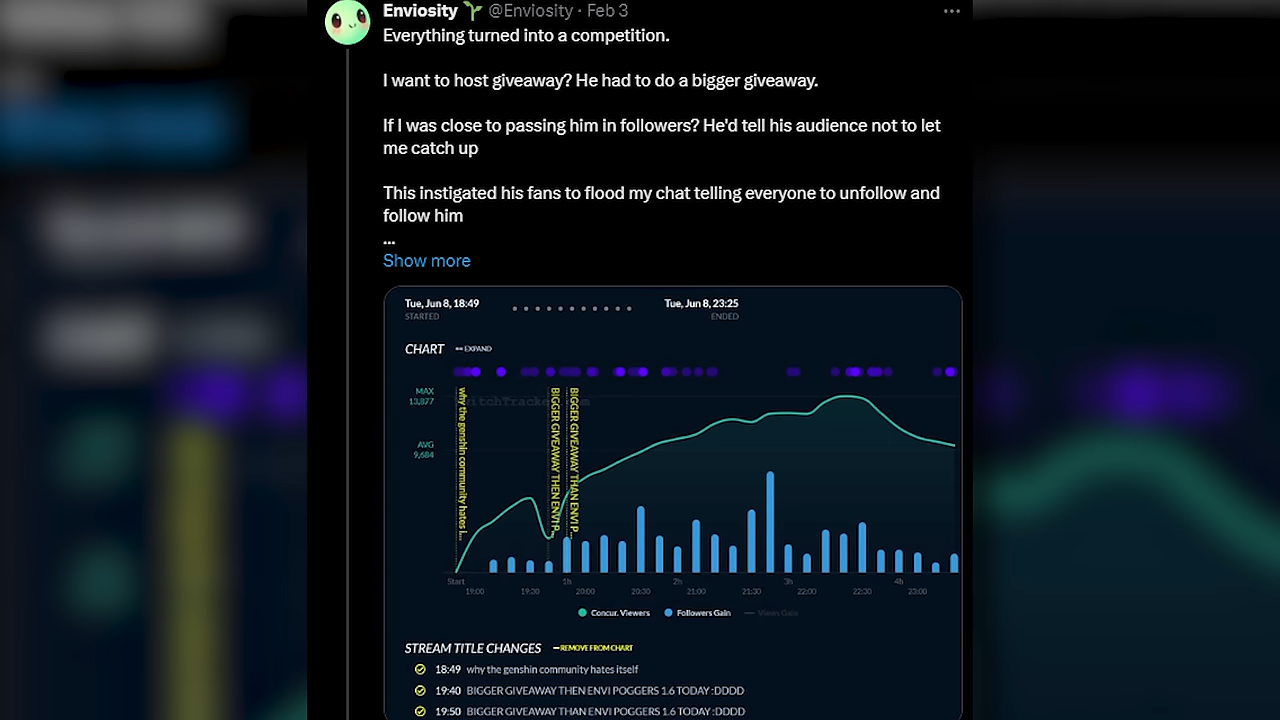 Enviosity @Enviosity · Feb 3
Everything turned into a competition.
I want to host giveaway? He had to do a bigger giveaway.
If I was close to passing him in followers? He'd tell his audience not to let
me catch up
This instigated his fans to flood my chat telling everyone to unfollow and
follow him
...
Show more
Tue, Jun 8, 18:49
STARTED
Tue, Jun 8, 23:25
ENDED
CHART
EXPAND
MAX
13,877
AVG
9,684
why the genshin community hates i...
BIGGER GIVEAWAY THEN ENVI P...
BIGGER GIVEAWAY THAN ENVI P...
Start
1h
2h
3h
4h
19:00
19:30
20:00
20:30
21:00
21:30
22:00
22:30
23:00
Concur. Viewers
Followers Gain
Views Gain
STREAM TITLE CHANGES
REMOVE FROM CHART
18:49 why the genshin community hates itself
19:40 BIGGER GIVEAWAY THEN ENVI POGGERS 1.6 TODAY :DDDD
19:50 BIGGER GIVEAWAY THAN ENVI POGGERS 1.6 TODAY :DDDD